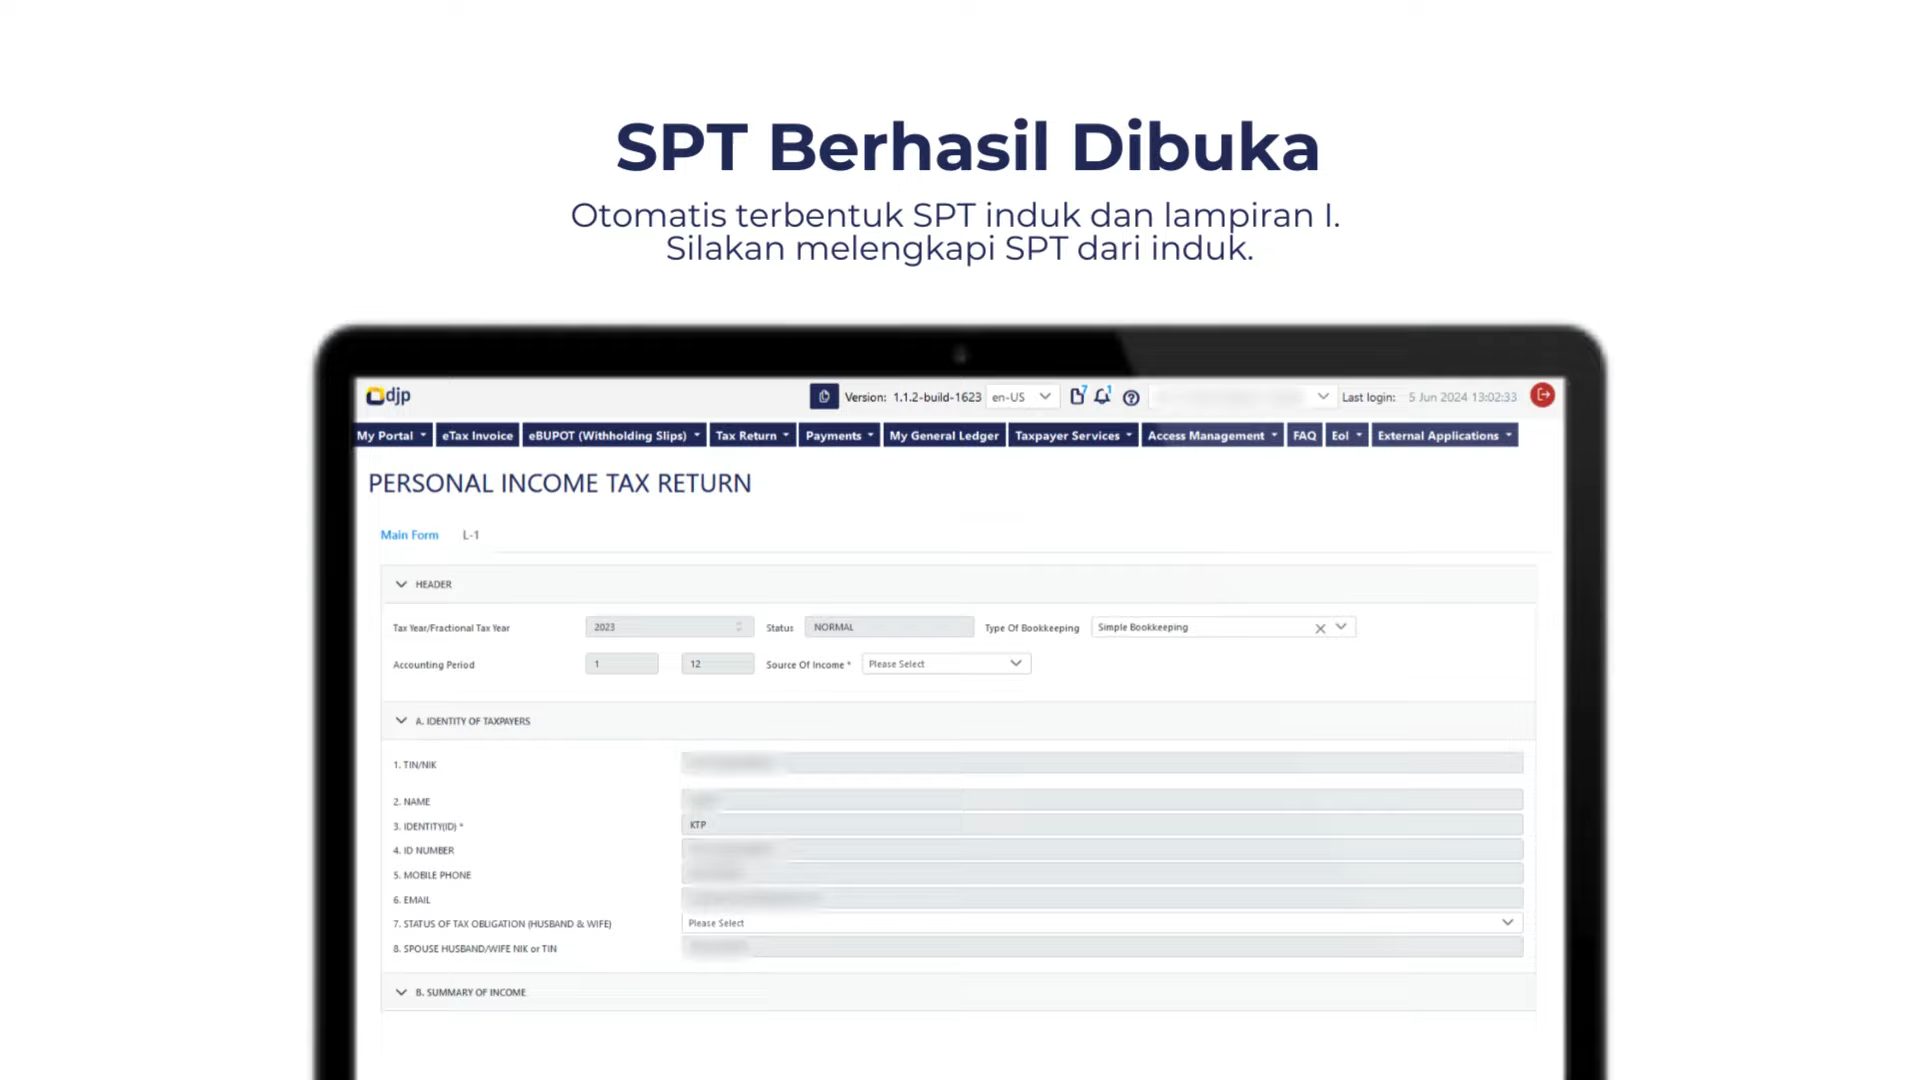 SPT Berhasil Dibuka
Otomatis terbentuk SPT induk dan lampiran I.
Silakan melengkapi SPT dari induk.
djp
Version: 1.1.2-build-1623
en-US
7
1
Last login: 5 Jun 2024 13:02:33
My Portal
eTax Invoice
eBUPOT (Withholding Slips)
Tax Return
Payments
My General Ledger
Taxpayer Services
Access Management
FAQ
EoI
External Applications
PERSONAL INCOME TAX RETURN
Main Form
L-1
HEADER
Tax Year/Fractional Tax Year
2023
Status
NORMAL
Type Of Bookkeeping
Simple Bookkeeping
Accounting Period
1
12
Source Of Income *
Please Select
A. IDENTITY OF TAXPAYERS
1. TIN/NIK
2. NAME
3. IDENTITY(ID) *
KTP
4. ID NUMBER
5. MOBILE PHONE
6. EMAIL
7. STATUS OF TAX OBLIGATION (HUSBAND & WIFE)
Please Select
8. SPOUSE HUSBAND/WIFE NIK or TIN
B. SUMMARY OF INCOME